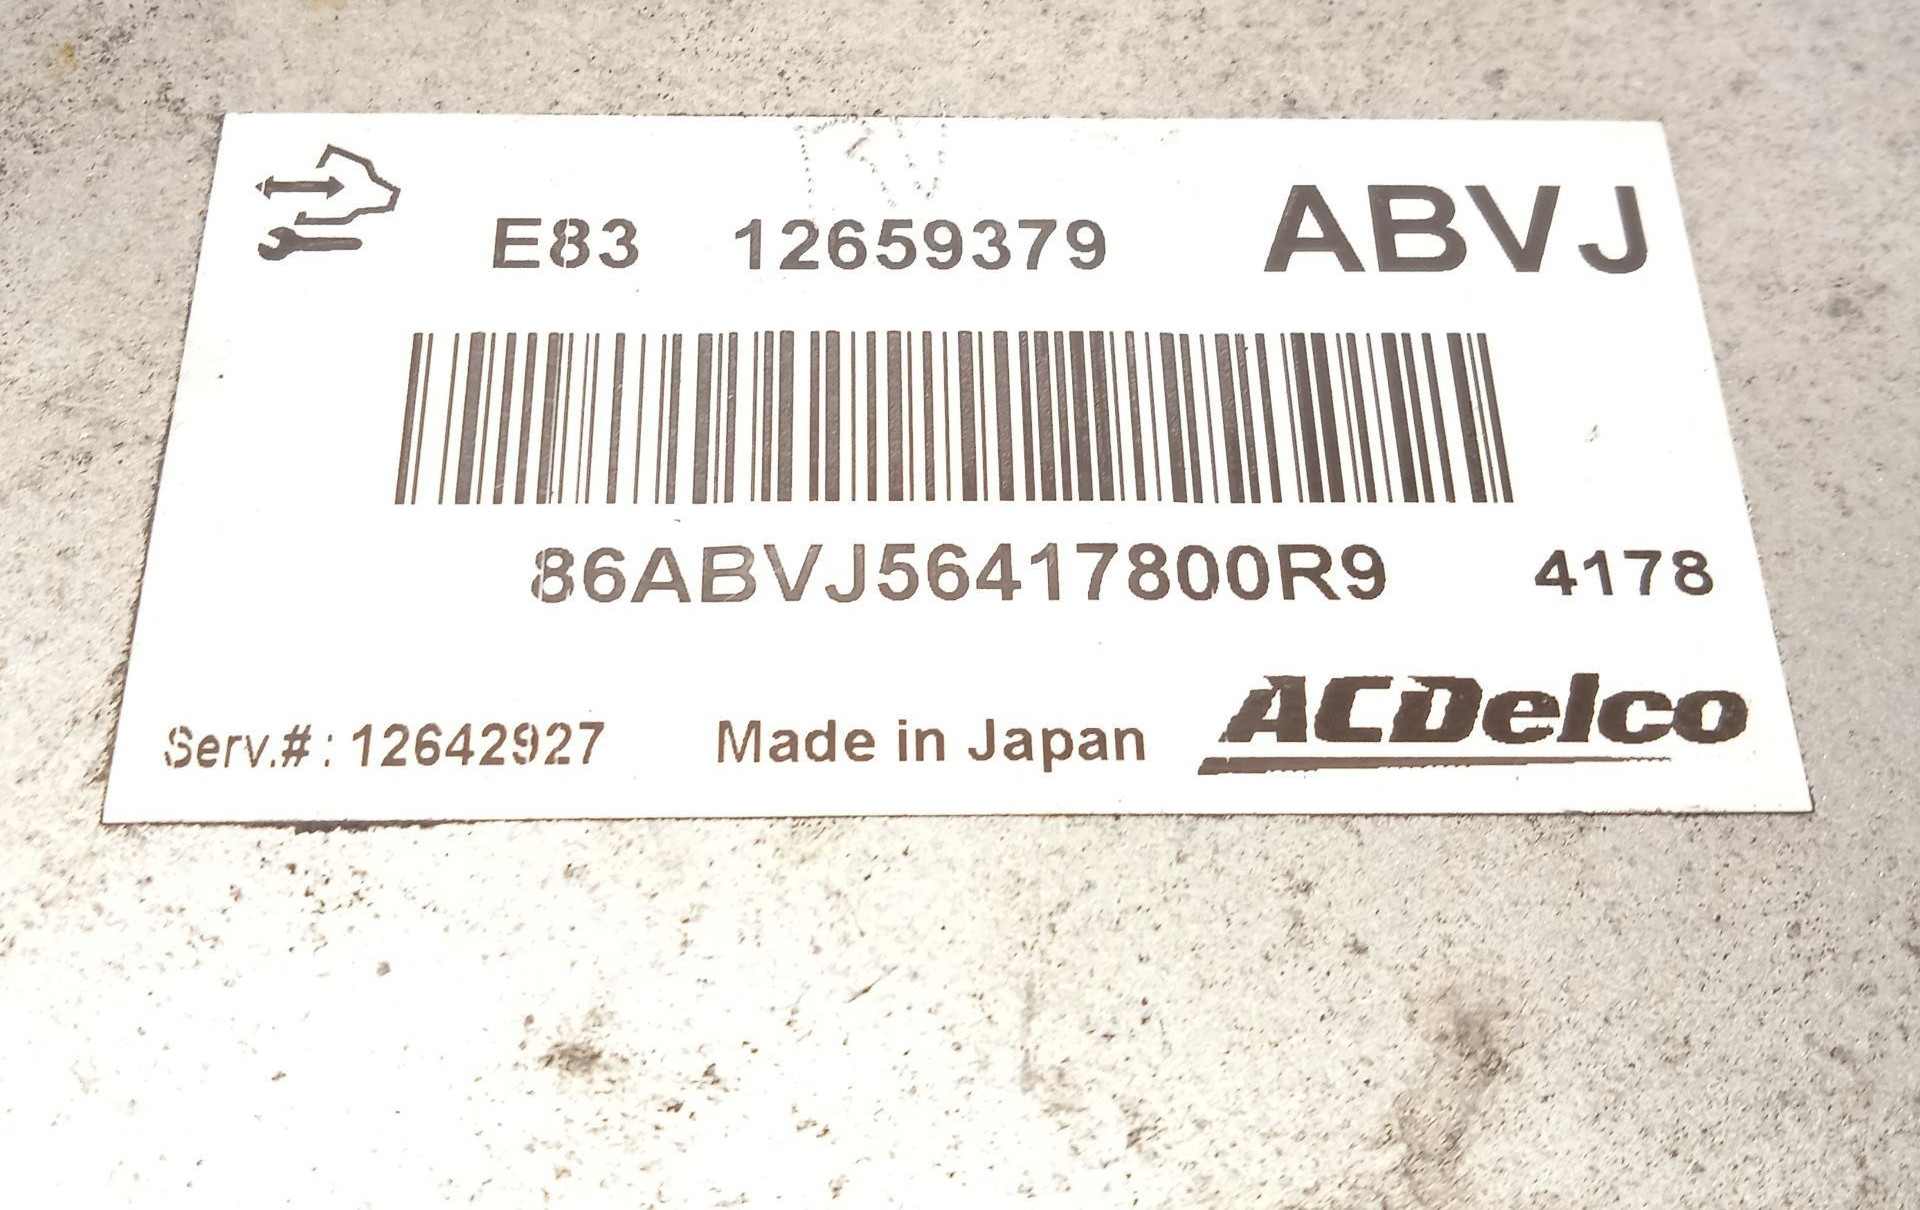 E83 12659379 ABVJ
86ABVJ56417800R9 4178
Serv.#: 12642927 Made in Japan ACDelco